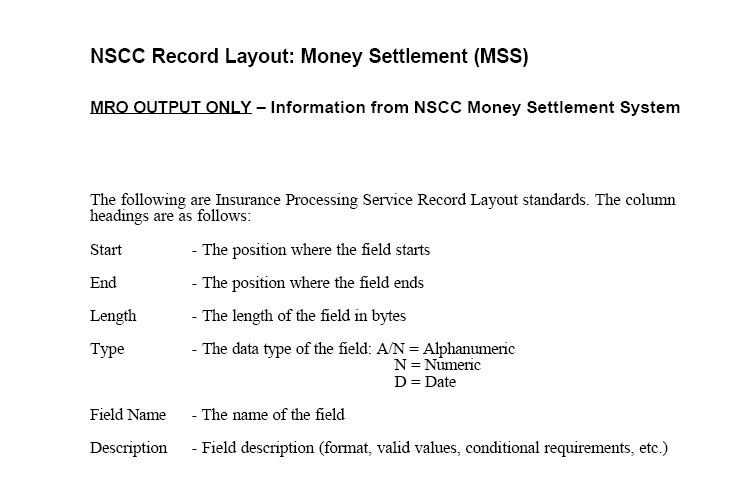 NSCC Record Layout: Money Settlement (MSS)
MRO OUTPUT ONLY – Information from NSCC Money Settlement System
The following are Insurance Processing Service Record Layout standards. The column
headings are as follows:
Start - The position where the field starts
End - The position where the field ends
Length - The length of the field in bytes
Type - The data type of the field: A/N = Alphanumeric
N = Numeric
D = Date
Field Name - The name of the field
Description - Field description (format, valid values, conditional requirements, etc.)